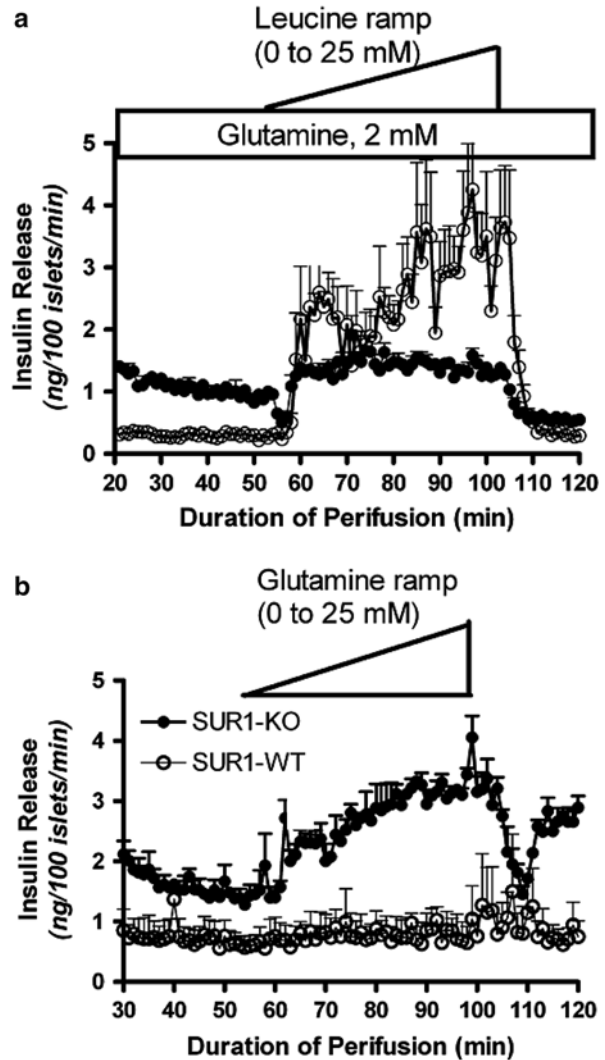 a
Leucine ramp
(0 to 25 mM)
Glutamine, 2 mM
5
4
3
2
1
0
20 30 40 50 60 70 80 90 100 110 120
Insulin Release
(ng/100 islets/min)
Duration of Perifusion (min)
b
Glutamine ramp
(0 to 25 mM)
SUR1-KO
SUR1-WT
5
4
3
2
1
0
30 40 50 60 70 80 90 100 110 120
Insulin Release
(ng/100 islets/min)
Duration of Perifusion (min)